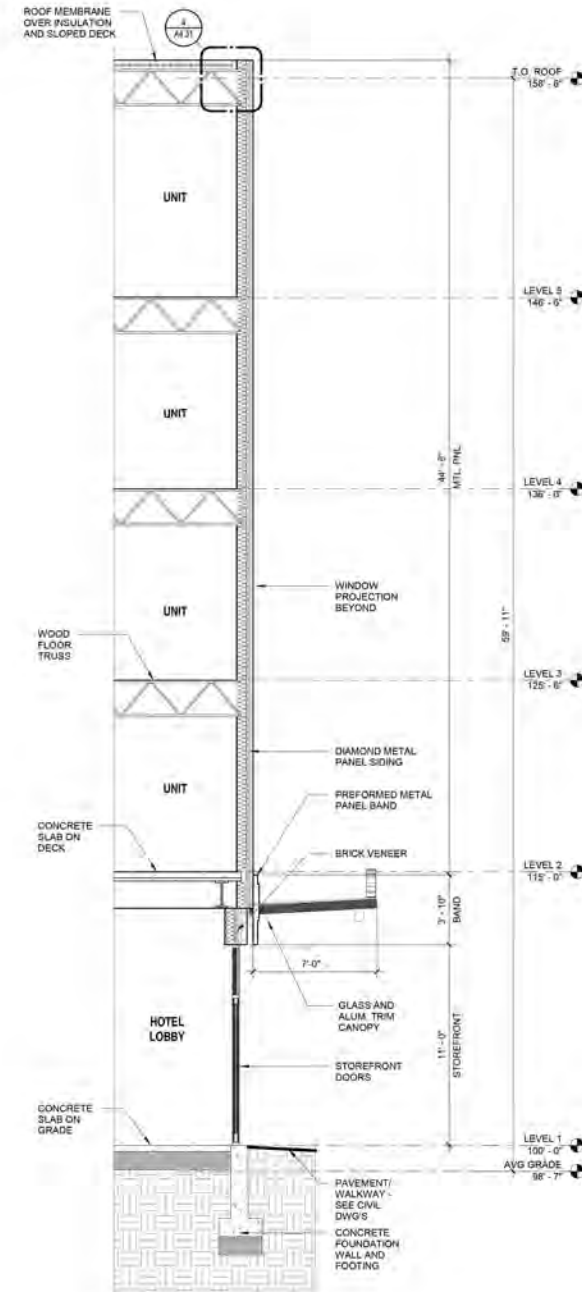 ROOF MEMBRANE
OVER INSULATION
AND SLOPED DECK
4
A4.31
T.O. ROOF
158' - 6"
UNIT
LEVEL 5
146' - 6"
UNIT
LEVEL 4
136' - 0"
44' - 8"
MTL. PNL.
WINDOW
PROJECTION
BEYOND
UNIT
59' - 11"
WOOD
FLOOR
TRUSS
LEVEL 3
125' - 6"
DIAMOND METAL
PANEL SIDING
UNIT
PREFORMED METAL
PANEL BAND
CONCRETE
SLAB ON
DECK
BRICK VENEER
LEVEL 2
115' - 0"
3' - 10"
BAND
7'-0"
GLASS AND
ALUM. TRIM
CANOPY
HOTEL
LOBBY
11' - 0"
STOREFRONT
STOREFRONT
DOORS
CONCRETE
SLAB ON
GRADE
LEVEL 1
100' - 0"
AVG GRADE
98' - 7"
PAVEMENT/
WALKWAY -
SEE CIVIL
DWG'S
CONCRETE
FOUNDATION
WALL AND
FOOTING